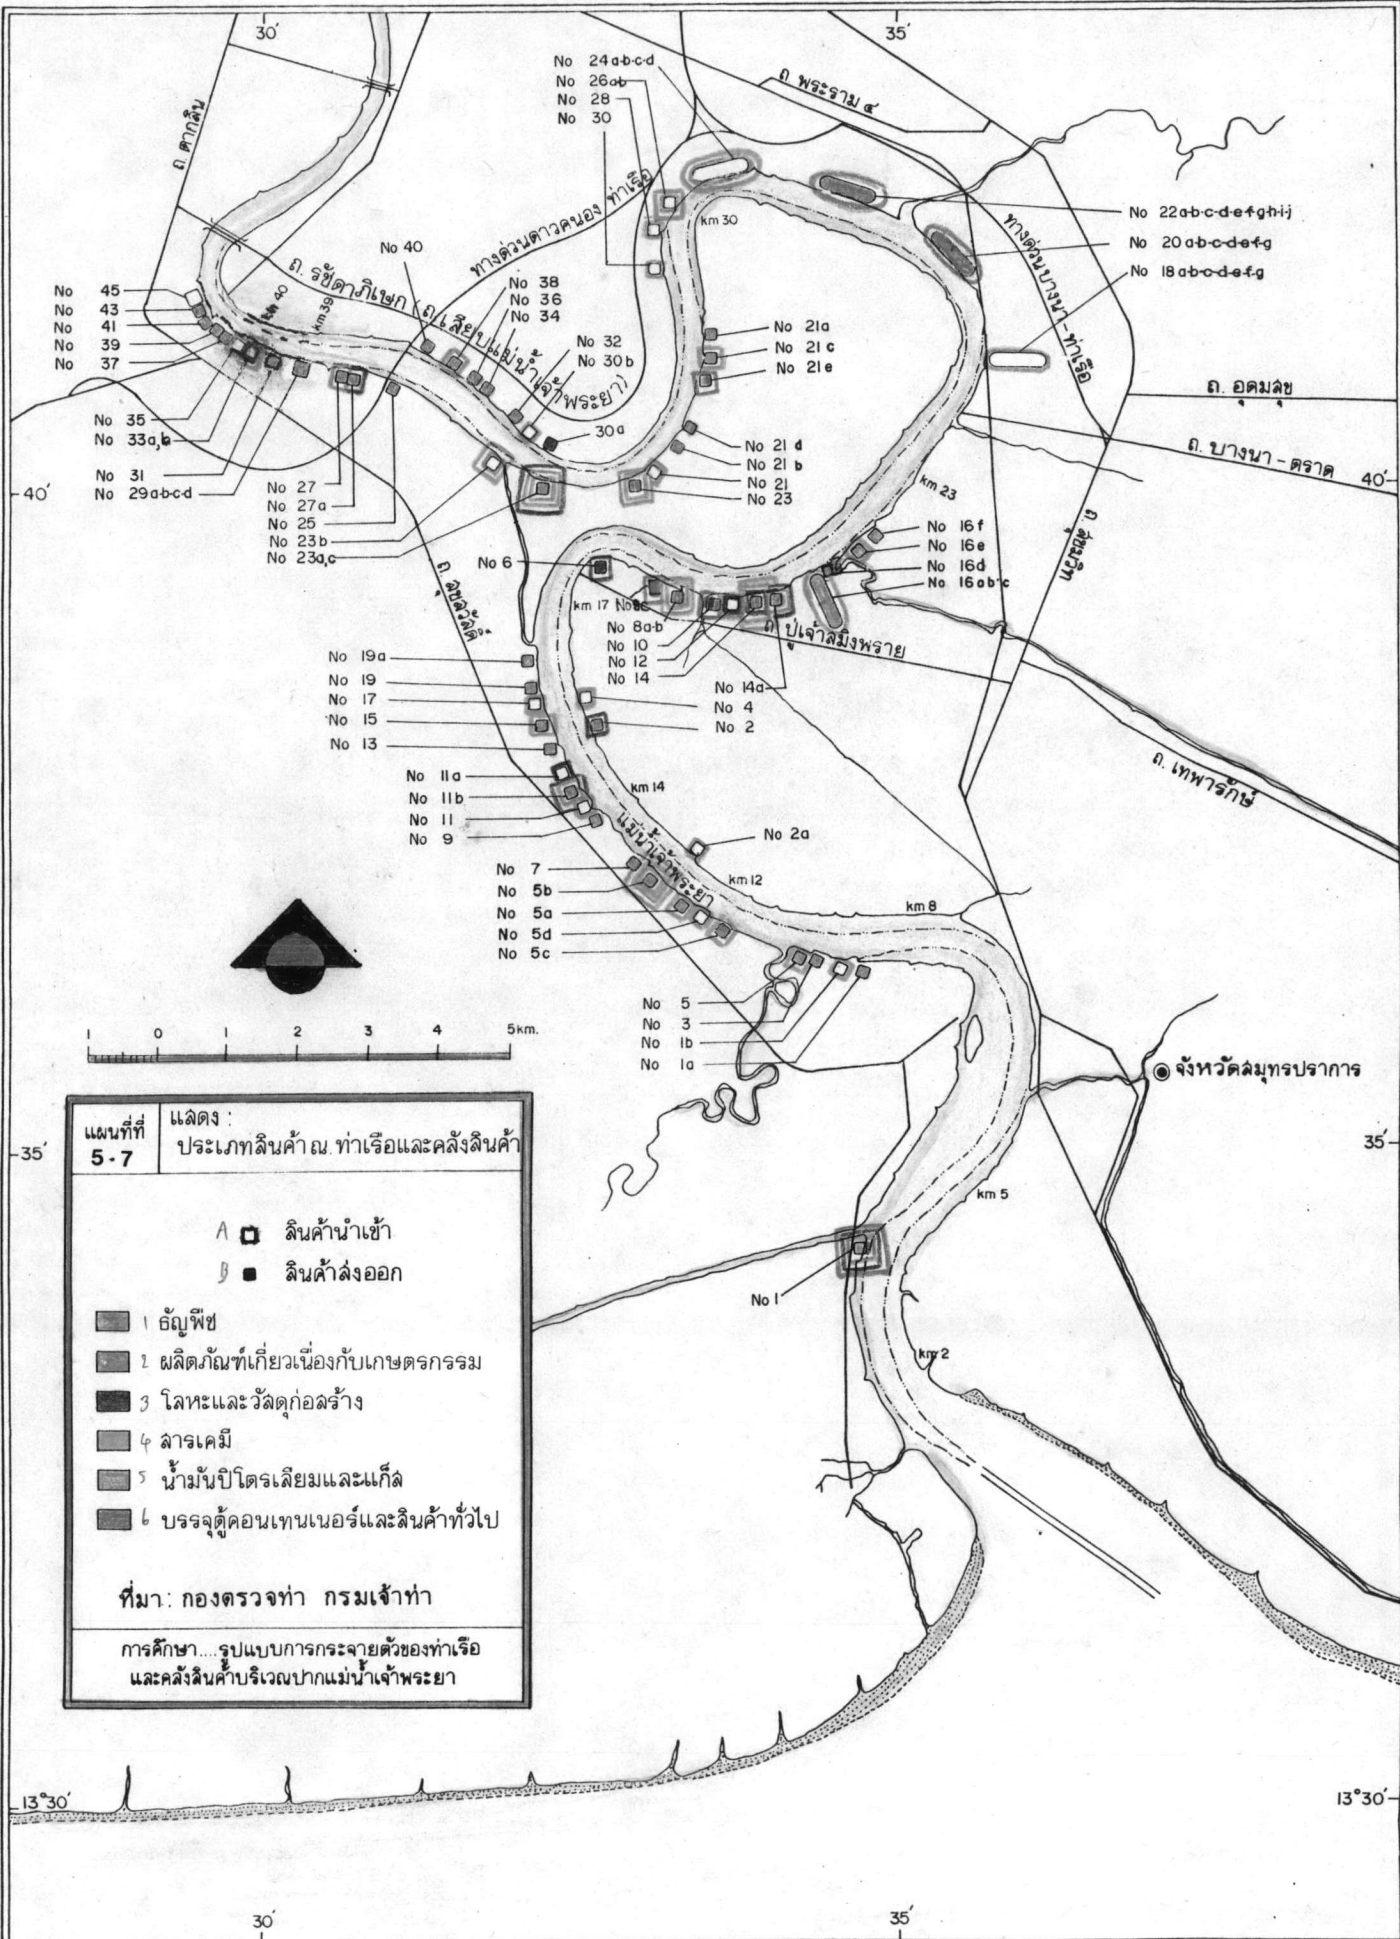 30′
35′
No 24a-b-c-d
No 26ab
No 28
No 30
ถ. พระราม ๔
ถ. ตากสิน
ทางด่วนดาวคนอง ท่าเรือ
km 30
No 22a-b-c-d-e-f-g-h-i-j
No 20a-b-c-d-e-f-g
No 18a-b-c-d-e-f-g
ทางด่วนบางนา - ท่าเรือ
No 40
ถ. รัชดาภิเษก (ถ.เลียบแม่น้ำเจ้าพระยา)
No 38
No 36
No 34
No 45
No 43
No 41
No 39
No 37
km 40
km 39
No 32
No 30b
30a
No 21a
No 21c
No 21e
ถ. อุดมสุข
ถ. บางนา - ตราด
No 35
No 33a,b
No 31
No 29a-b-c-d
No 21d
No 21b
No 21
No 23
40′
40′
No 27
No 27a
No 25
No 23b
No 23a,c
km 23
ถ. สุขุมวิท
No 16f
No 16e
No 16d
No 16ab'c
No 6
ถ. สุขสวัสดิ์
km 17
No 8c
No 8a-b
No 10
No 12
No 14
ถ. ปู่เจ้าสมิงพราย
No 14a
No 4
No 2
No 19a
No 19
No 17
No 15
No 13
ถ. เทพารักษ์
No 11a
No 11b
No 11
No 9
km 14
แม่น้ำเจ้าพระยา
No 2a
km 12
No 7
No 5b
No 5a
No 5d
No 5c
km 8
No 5
No 3
No 1b
No 1a
1 0 1 2 3 4 5km.
จังหวัดสมุทรปราการ
35′
35′
แผนที่ที่
5-7
แสดง :
ประเภทสินค้า ณ ท่าเรือและคลังสินค้า
A สินค้านำเข้า
B สินค้าส่งออก
1 ธัญพืช
2 ผลิตภัณฑ์เกี่ยวเนื่องกับเกษตรกรรม
3 โลหะและวัสดุก่อสร้าง
4 สารเคมี
5 น้ำมันปิโตรเลียมและแก็ส
6 บรรจุตู้คอนเทนเนอร์และสินค้าทั่วไป
ที่มา : กองตรวจท่า กรมเจ้าท่า
การศึกษา....รูปแบบการกระจายตัวของท่าเรือ
และคลังสินค้าบริเวณปากแม่น้ำเจ้าพระยา
km 5
No 1
km 2
13°30′
13°30′
30′
35′